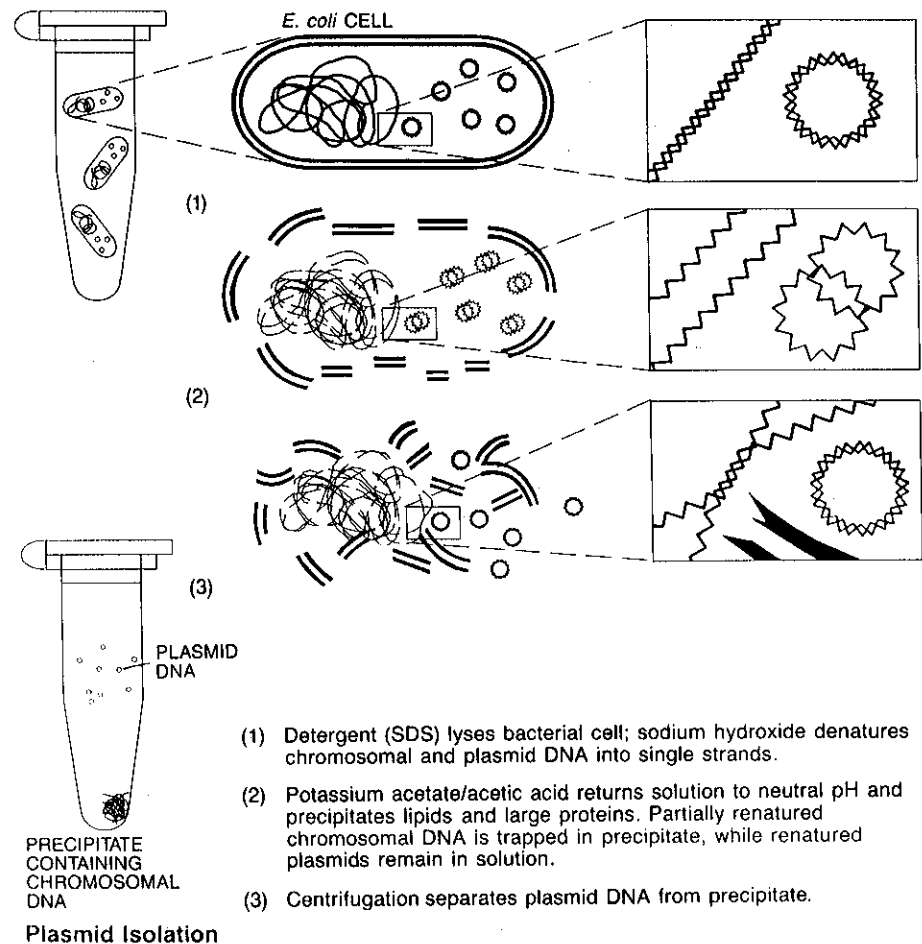 E. coli CELL
(1)
(2)
(3)
PLASMID
DNA
PRECIPITATE
CONTAINING
CHROMOSOMAL
DNA
Plasmid Isolation
(1) Detergent (SDS) lyses bacterial cell; sodium hydroxide denatures
chromosomal and plasmid DNA into single strands.
(2) Potassium acetate/acetic acid returns solution to neutral pH and
precipitates lipids and large proteins. Partially renatured
chromosomal DNA is trapped in precipitate, while renatured
plasmids remain in solution.
(3) Centrifugation separates plasmid DNA from precipitate.